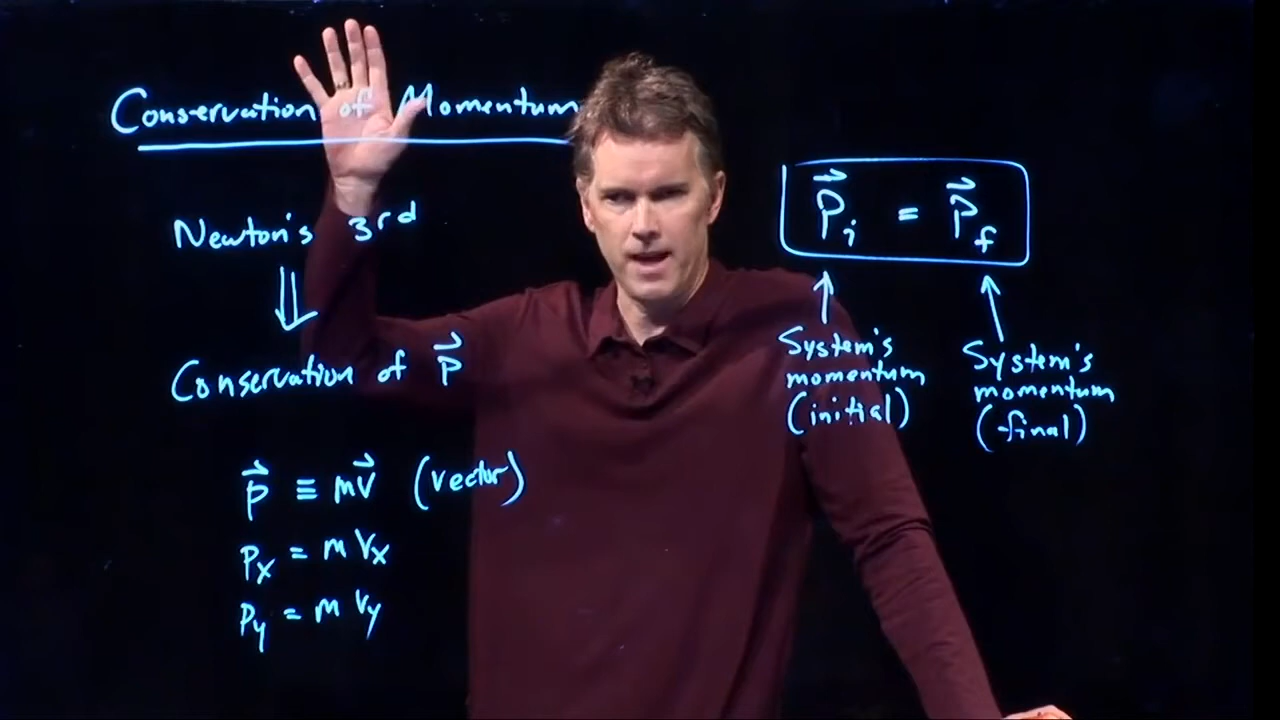 Conservation of Momentum
Newton's 3rd
⇓
Conservation of p⃗
p⃗ ≡ mv⃗ (vector)
Px = m Vx
Py = m Vy
P⃗i = P⃗f
↑ ↑
System's
momentum
(initial)
System's
momentum
(final)